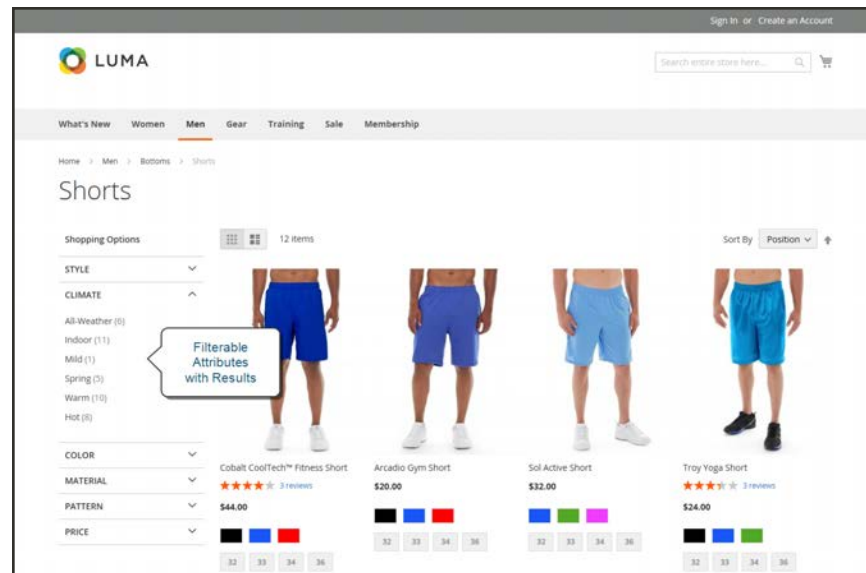 Sign In or Create an Account
LUMA
Search entire store here...
What's New Women Men Gear Training Sale Membership
Home > Men > Bottoms > Shorts
Shorts
Shopping Options
12 items
Sort By Position
STYLE
CLIMATE
All-Weather (6)
Indoor (11)
Mild (1)
Spring (5)
Warm (10)
Hot (8)
Filterable
Attributes
with Results
COLOR
MATERIAL
PATTERN
PRICE
Cobalt CoolTech™ Fitness Short
3 reviews
$44.00
32 33 34 36
Arcadio Gym Short
$20.00
32 33 34 36
Sol Active Short
$32.00
32 33 34 36
Troy Yoga Short
3 reviews
$24.00
32 33 34 36